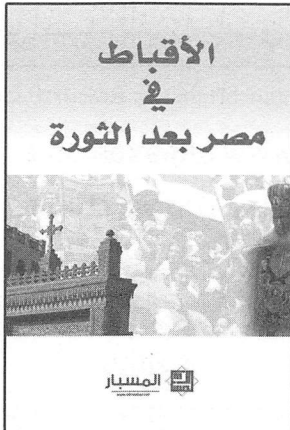 الأقباط
في
مصر بعد الثورة
المسبار